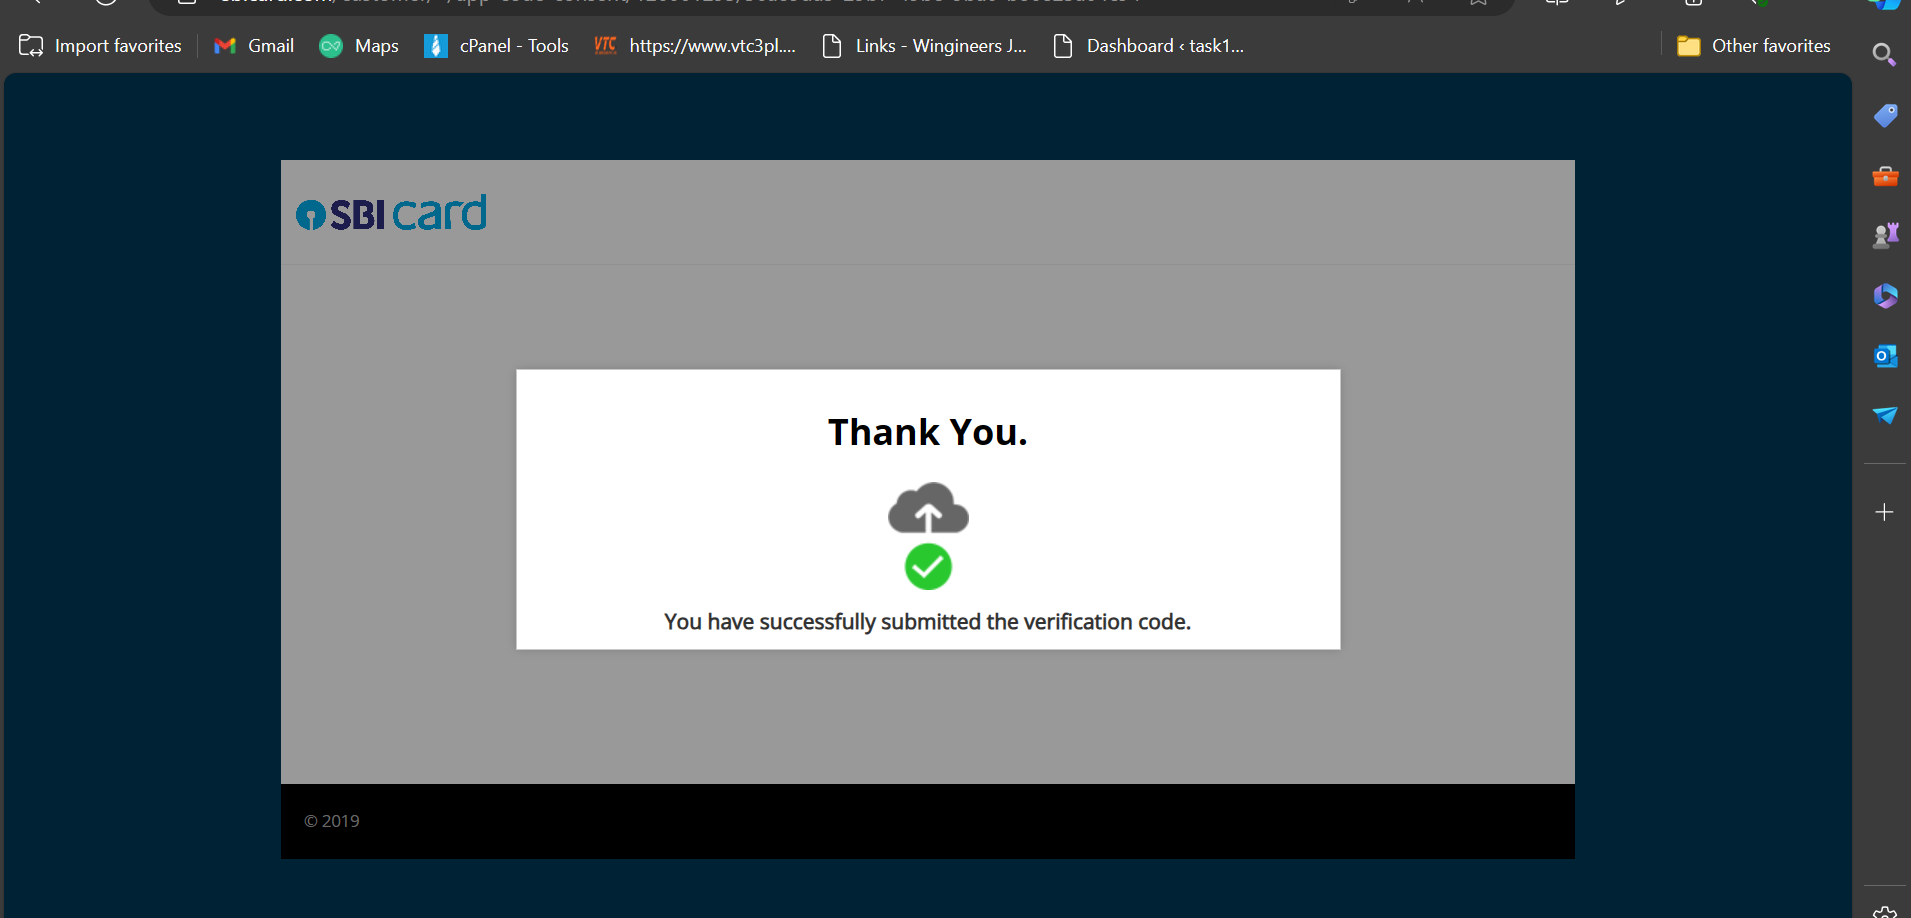 Import favorites Gmail Maps cPanel - Tools VTC https://www.vtc3pl.... Links - Wingineers J... Dashboard ‹ task1... Other favorites
SBI card
Thank You.
You have successfully submitted the verification code.
© 2019